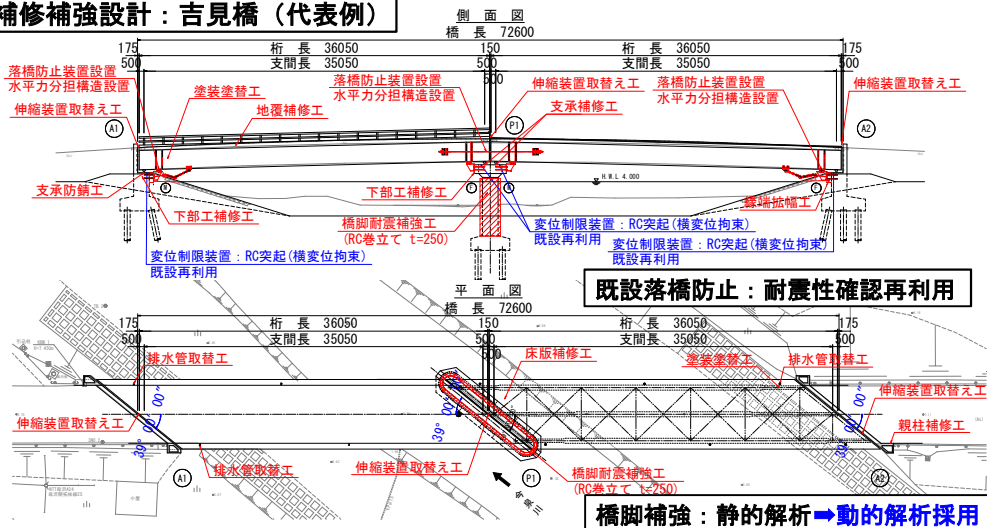 補修補強設計：吉見橋（代表例）
側 面 図
橋 長 72600
175
桁 長 36050
150
桁 長 36050
175
500
支間長 35050
500
支間長 35050
500
落橋防止装置設置
水平力分担構造設置
塗装塗替工
地覆補修工
伸縮装置取替え工
A1
落橋防止装置設置
水平力分担構造設置
伸縮装置取替え工
支承補修工
P1
落橋防止装置設置
水平力分担構造設置
伸縮装置取替え工
A2
H.W.L 4.000
M
F
F
支承防錆工
下部工補修工
下部工補修工
橋脚耐震補強工
(RC巻立て t=250)
縁端拡幅工
変位制限装置：RC突起(横変位拘束)
既設再利用
変位制限装置：RC突起(横変位拘束)
既設再利用
変位制限装置：RC突起(横変位拘束)
既設再利用
既設落橋防止：耐震性確認再利用
平 面 図
橋 長 72600
175
桁 長 36050
150
桁 長 36050
175
500
支間長 35050
500
支間長 35050
500
排水管取替工
床版補修工
塗装塗替工
排水管取替工
伸縮装置取替え工
39° 00′ 00″
39° 00′ 00″
39° 00′ 00″
伸縮装置取替え工
親柱補修工
排水管取替工
伸縮装置取替え工
橋脚耐震補強工
(RC巻立て t=250)
A1
P1
A2
小屋
橋脚補強：静的解析➡動的解析採用